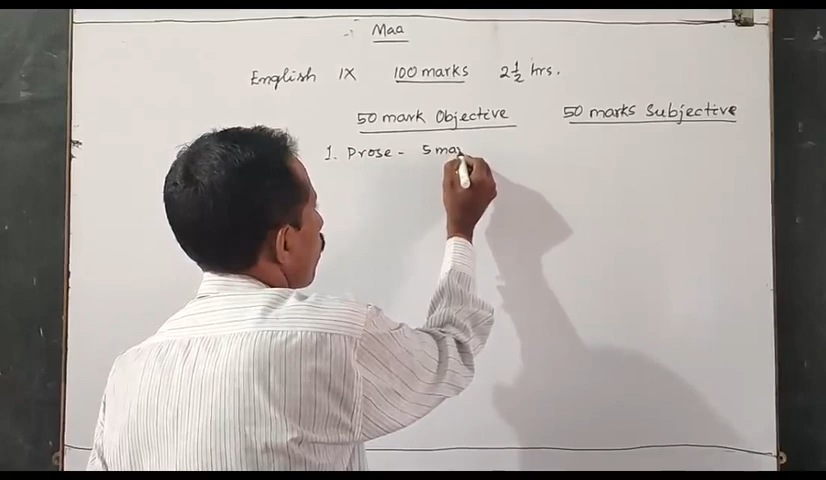 Maa
English IX 100 marks 2½ hrs.
50 mark Objective 50 marks Subjective
1. Prose - 5 mar